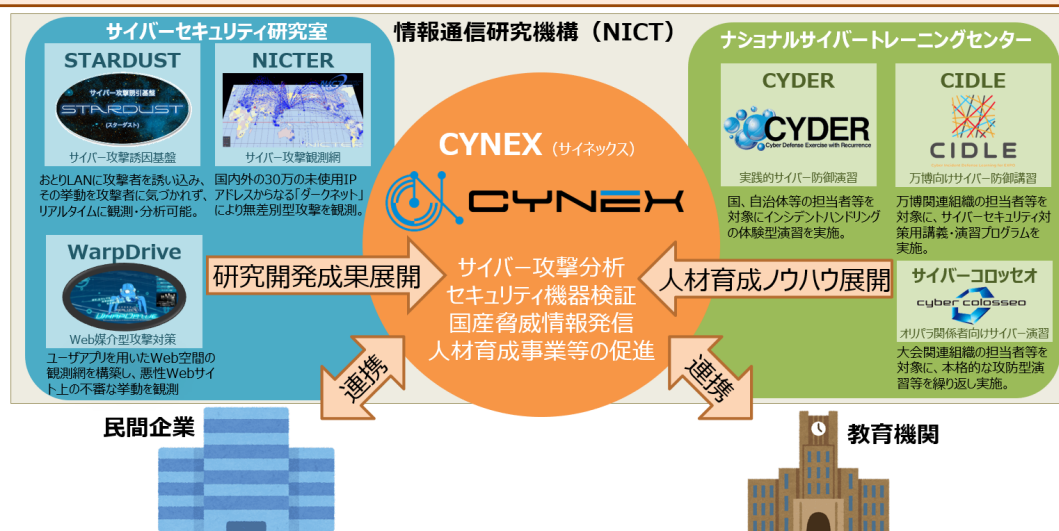 情報通信研究機構（NICT）
サイバーセキュリティ研究室
STARDUST
サイバー攻撃誘引基盤
STARDUST
(スターダスト)
サイバー攻撃誘因基盤
おとりLANに攻撃者を誘い込み、
その挙動を攻撃者に気づかれず、
リアルタイムに観測・分析可能。
NICTER
サイバー攻撃観測網
国内外の30万の未使用IP
アドレスからなる「ダークネット」
により無差別型攻撃を観測。
WarpDrive
Web媒介型攻撃対策
ユーザアプリを用いたWeb空間の
観測網を構築し、悪性Webサイ
ト上の不審な挙動を観測
研究開発成果展開
CYNEX（サイネックス）
CYNEX
サイバー攻撃分析
セキュリティ機器検証
国産脅威情報発信
人材育成事業等の促進
ナショナルサイバートレーニングセンター
CYDER
CYDER
Cyber Defense Exercise with Recurrence
実践的サイバー防御演習
国、自治体等の担当者等を
対象にインシデントハンドリング
の体験型演習を実施。
CIDLE
CIDLE
万博向けサイバー防御講習
万博関連組織の担当者等を
対象に、サイバーセキュリティ対
策用講義・演習プログラムを
実施。
人材育成ノウハウ展開
サイバーコロッセオ
cyber colosseo
オリパラ関係者向けサイバー演習
大会関連組織の担当者等を
対象に、本格的な攻防型演
習等を繰り返し実施。
連携
連携
民間企業
教育機関